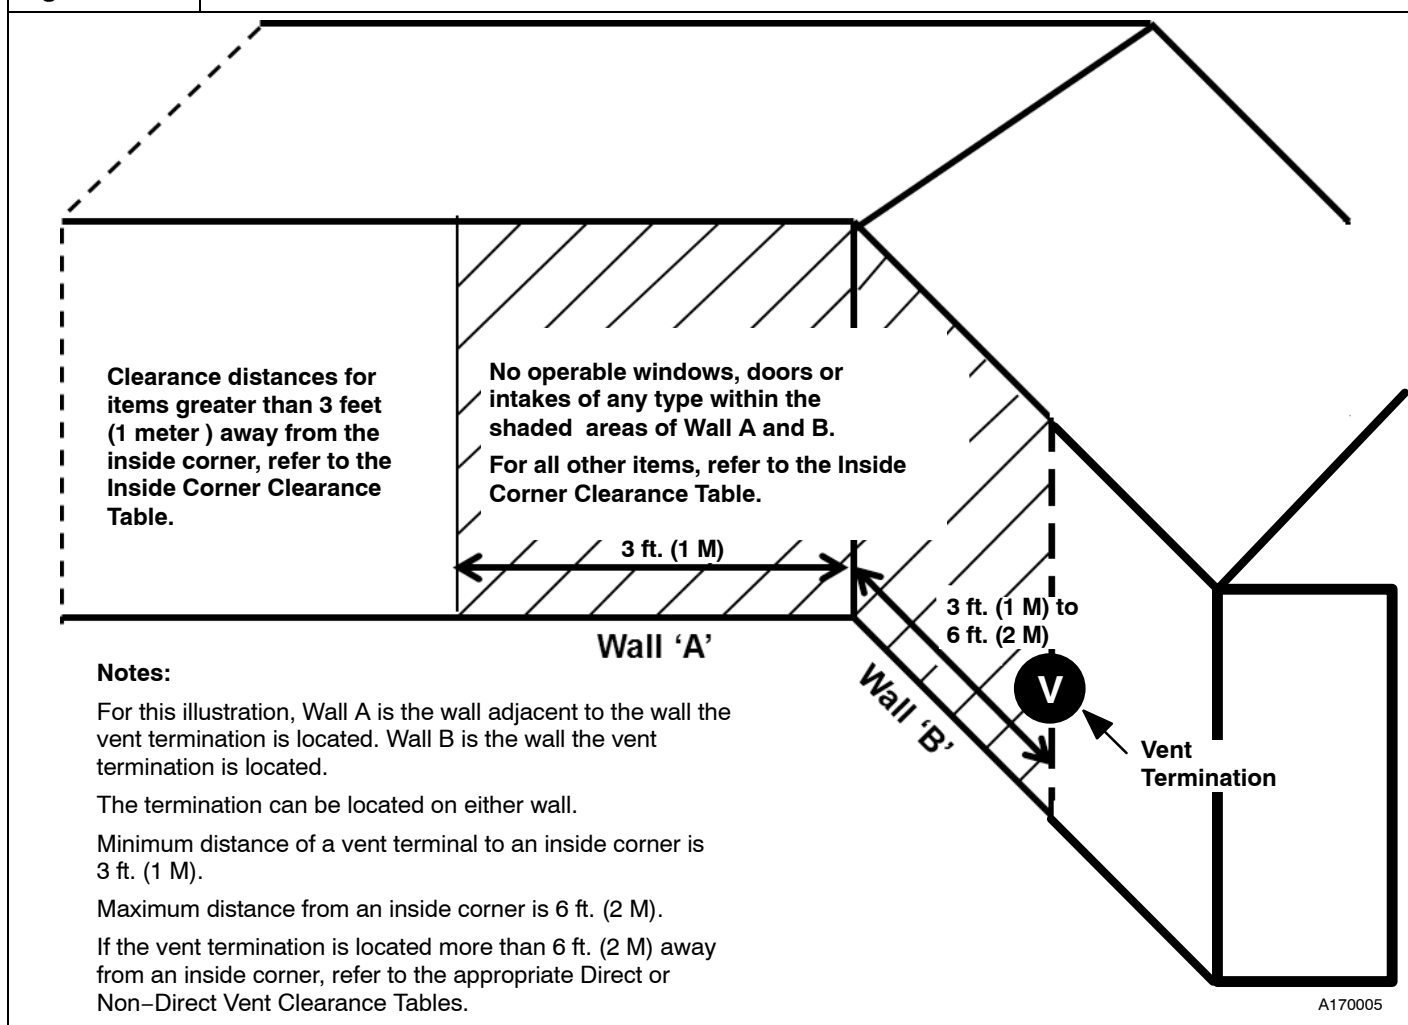 Clearance distances for
items greater than 3 feet
(1 meter ) away from the
inside corner, refer to the
Inside Corner Clearance
Table.
No operable windows, doors or
intakes of any type within the
shaded areas of Wall A and B.
For all other items, refer to the Inside
Corner Clearance Table.
3 ft. (1 M)
3 ft. (1 M) to
6 ft. (2 M)
Wall ‘A’
Wall ‘B’
V
Vent
Termination
Notes:
For this illustration, Wall A is the wall adjacent to the wall the
vent termination is located. Wall B is the wall the vent
termination is located.
The termination can be located on either wall.
Minimum distance of a vent terminal to an inside corner is
3 ft. (1 M).
Maximum distance from an inside corner is 6 ft. (2 M).
If the vent termination is located more than 6 ft. (2 M) away
from an inside corner, refer to the appropriate Direct or
Non−Direct Vent Clearance Tables.
A170005